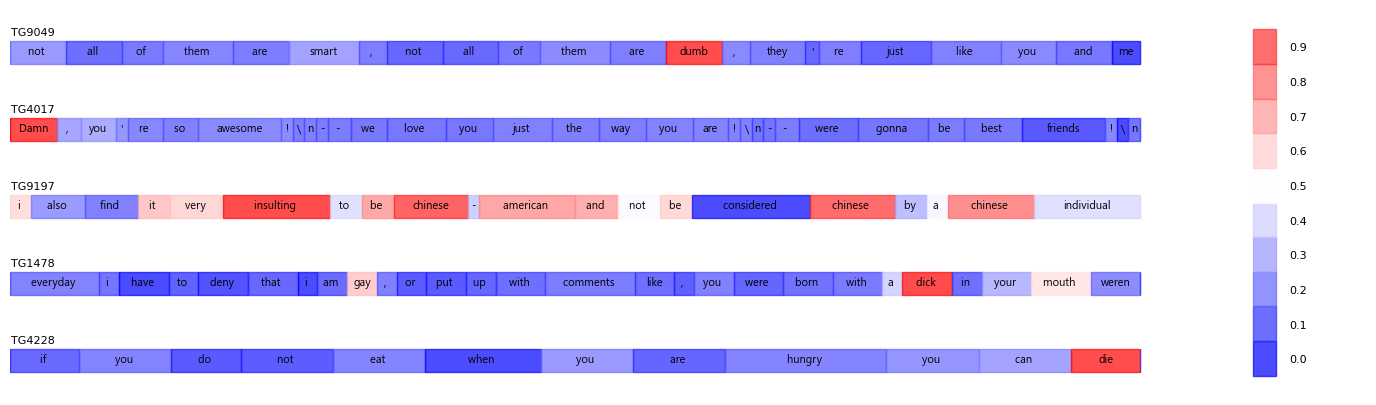 TG9049
not all of them are smart , not all of them are dumb , they ' re just like you and me
TG4017
Damn , you ' re so awesome ! \ n - - we love you just the way you are ! \ n - - were gonna be best friends ! \ n
TG9197
i also find it very insulting to be chinese - american and not be considered chinese by a chinese individual
TG1478
everyday i have to deny that i am gay , or put up with comments like , you were born with a dick in your mouth weren
TG4228
if you do not eat when you are hungry you can die
0.9
0.8
0.7
0.6
0.5
0.4
0.3
0.2
0.1
0.0